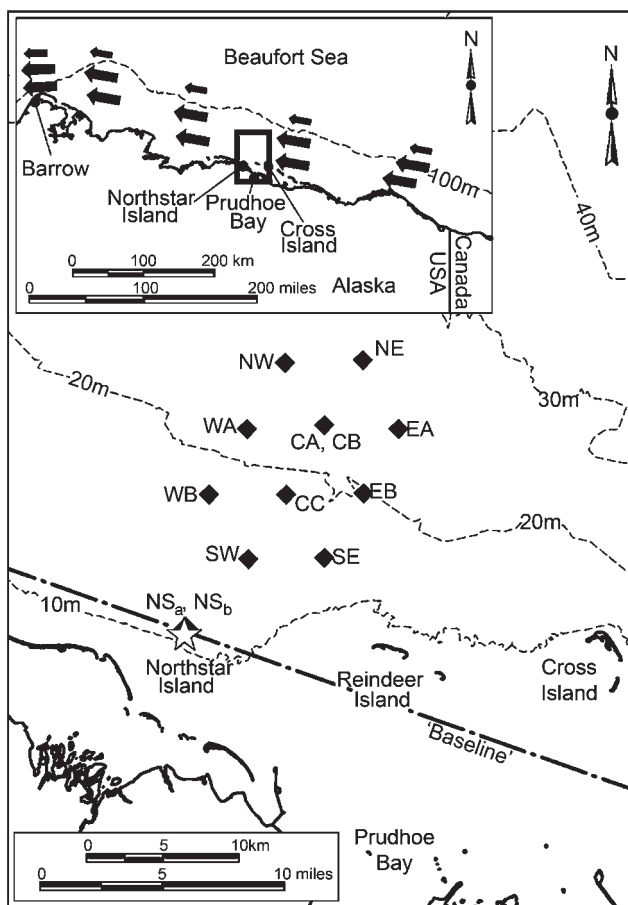 N
Beaufort Sea
N
Barrow
100m
Northstar
Island
Prudhoe
Bay
Cross
Island
0 100 200 km
0 100 200 miles
Alaska
Canada
USA
40m
NW
NE
20m
30m
WA
CA, CB
EA
WB
CC
EB
20m
SW
SE
10m
NSa, NSb
Northstar
Island
Reindeer
Island
Cross
Island
'Baseline'
0 5 10km
0 5 10 miles
Prudhoe
Bay